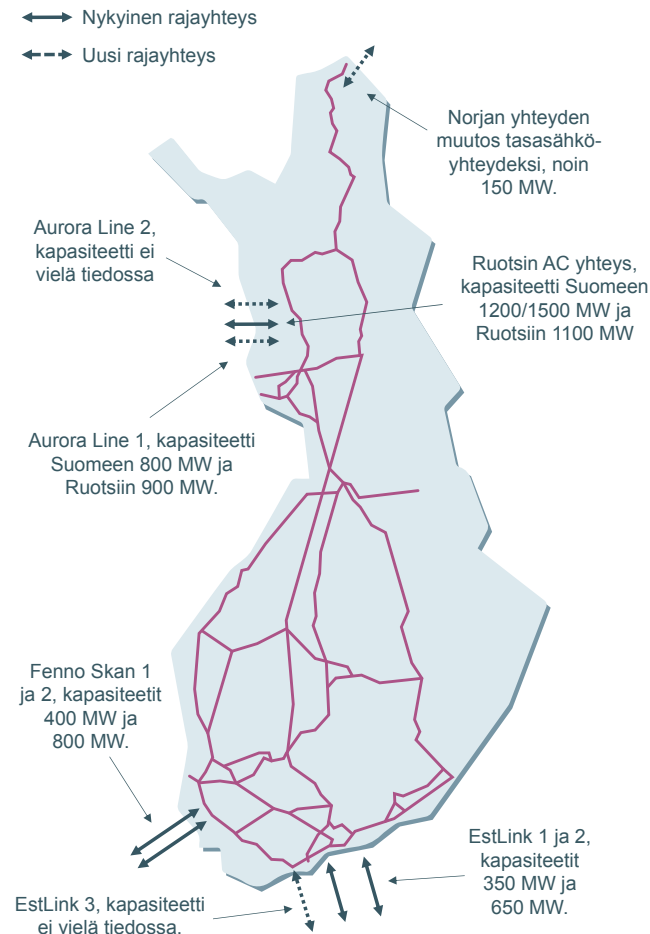 Nykyinen rajayhteys
Uusi rajayhteys
Norjan yhteyden
muutos tasasähkö-
yhteydeksi, noin
150 MW.
Aurora Line 2,
kapasiteetti ei
vielä tiedossa
Ruotsin AC yhteys,
kapasiteetti Suomeen
1200/1500 MW ja
Ruotsiin 1100 MW
Aurora Line 1, kapasiteetti
Suomeen 800 MW ja
Ruotsiin 900 MW.
Fenno Skan 1
ja 2, kapasiteetit
400 MW ja
800 MW.
EstLink 1 ja 2,
kapasiteetit
350 MW ja
650 MW.
EstLink 3, kapasiteetti
ei vielä tiedossa.